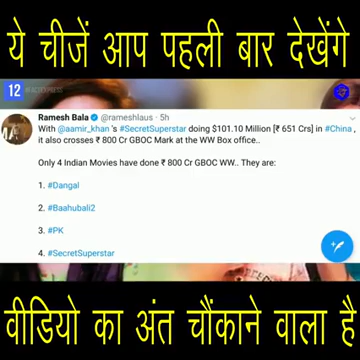 ये चीजें आप पहली बार देखेंगे
12
Ramesh Bala @rameshlaus · 5h
With @aamir_khan 's #SecretSuperstar doing $101.10 Million [₹ 651 Crs] in #China ,
it also crosses ₹ 800 Cr GBOC Mark at the WW Box office..
Only 4 Indian Movies have done ₹ 800 Cr GBOC WW.. They are:
1. #Dangal
2. #Baahubali2
3. #PK
4. #SecretSuperstar
वीडियो का अंत चौंकाने वाला है